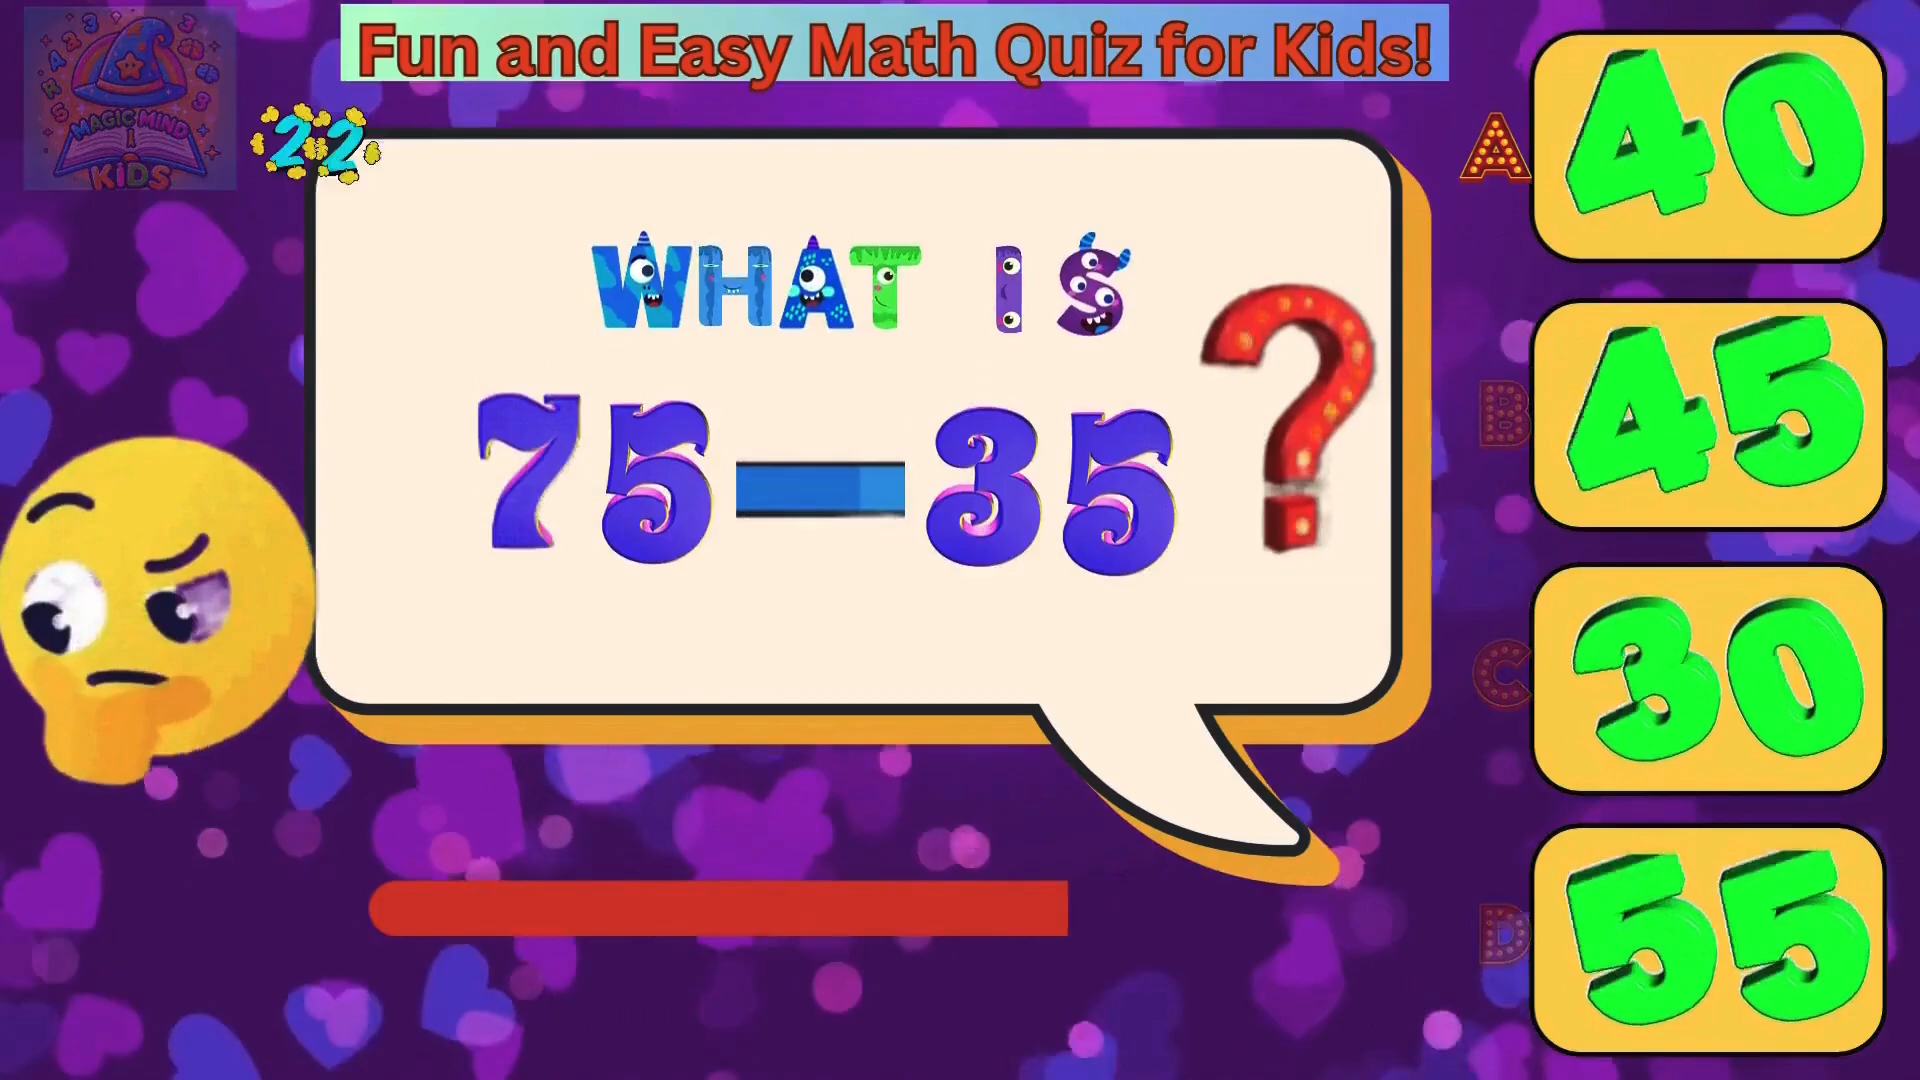 Fun and Easy Math Quiz for Kids!
MAGIC MIND
KiDS
22
WHAT IS
75-35?
A 40
B 45
C 30
D 55